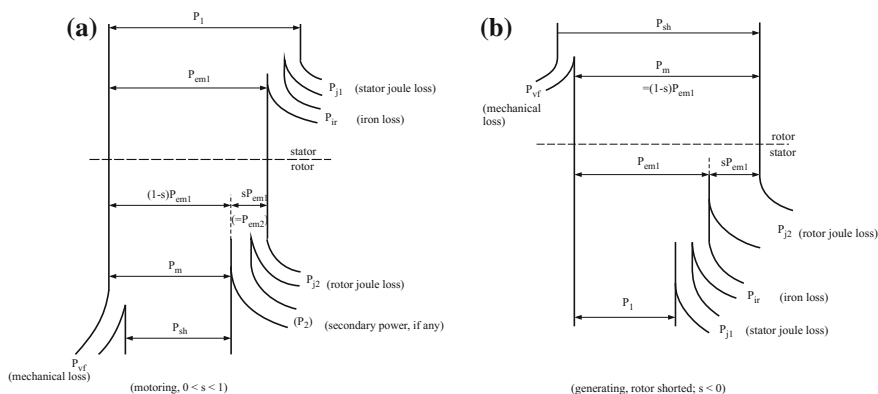 (a)
P1
Pem1
Pj1 (stator joule loss)
Pir (iron loss)
stator
rotor
(1-s)Pem1
sPem1
(=Pem2)
Pm
Pj2 (rotor joule loss)
(P2) (secondary power, if any)
Psh
Pvf
(mechanical loss)
(motoring, 0 < s < 1)
(b)
Psh
Pm
=(1-s)Pem1
Pvf
(mechanical
loss)
rotor
stator
Pem1
sPem1
Pj2 (rotor joule loss)
Pir (iron loss)
P1
Pj1 (stator joule loss)
(generating, rotor shorted; s < 0)